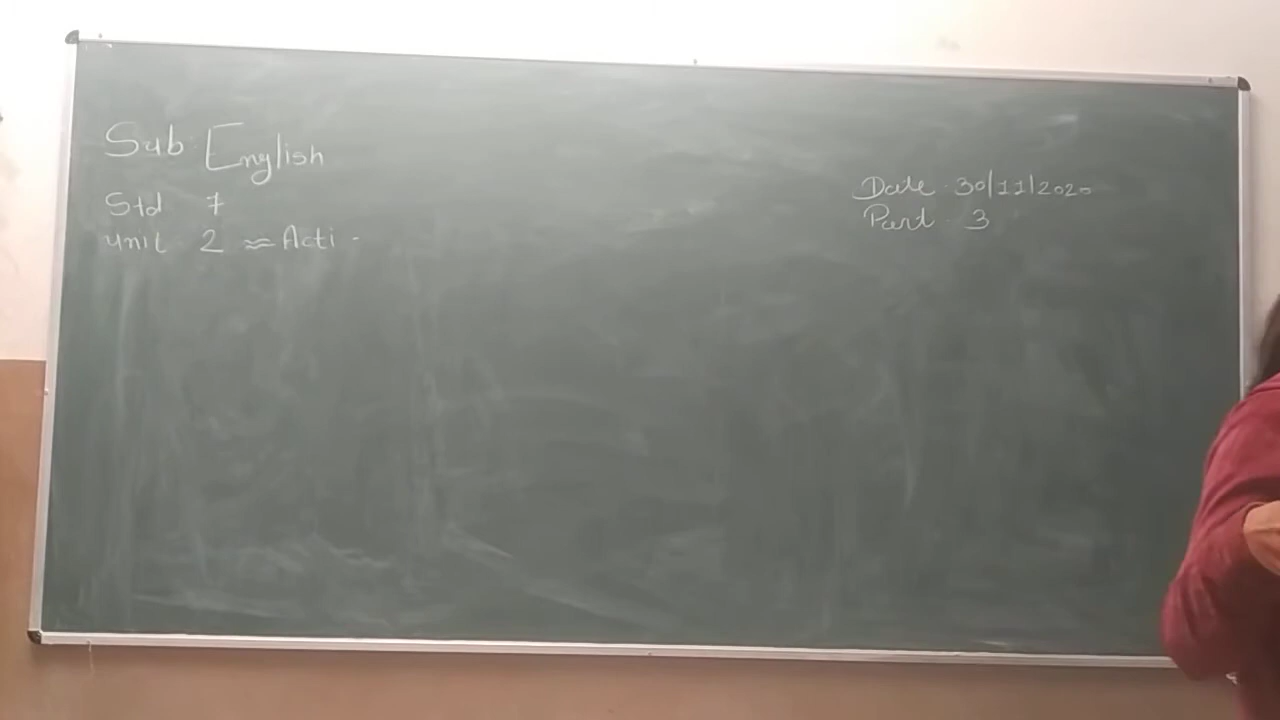 Sub: English
Std 7
Unit 2 ≈ Acti -
Date 30/11/2020
Part 3